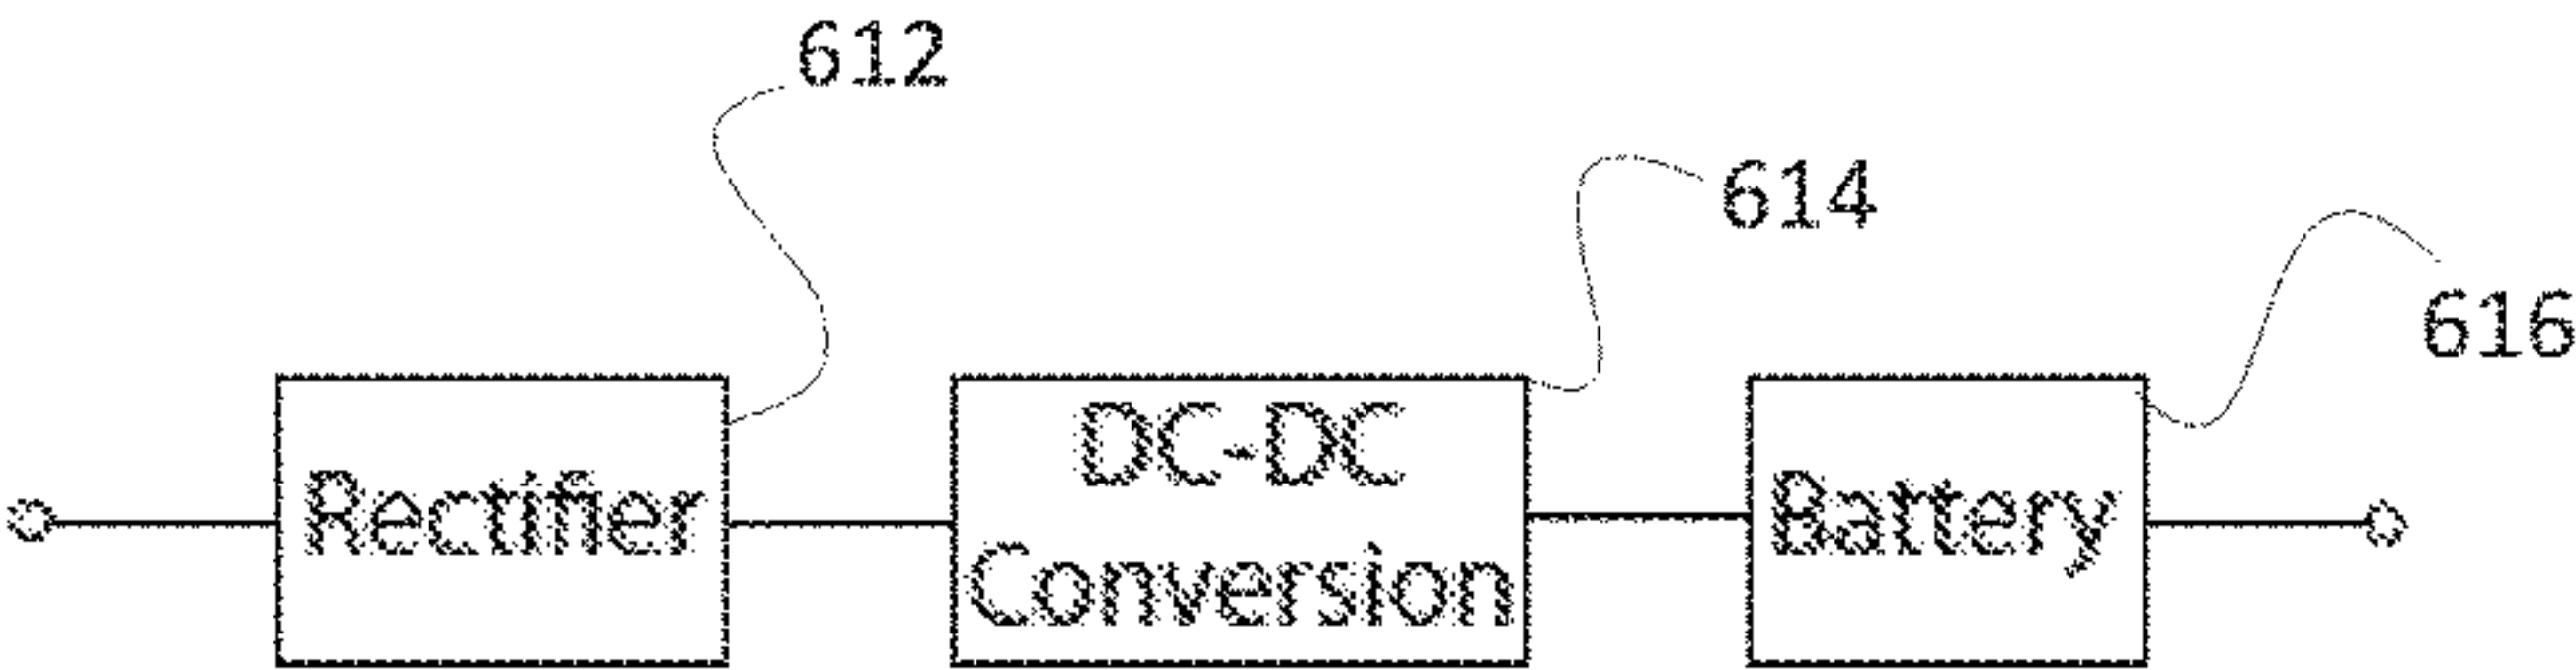 612
614
616
Rectifier
DC-DC
Conversion
Battery